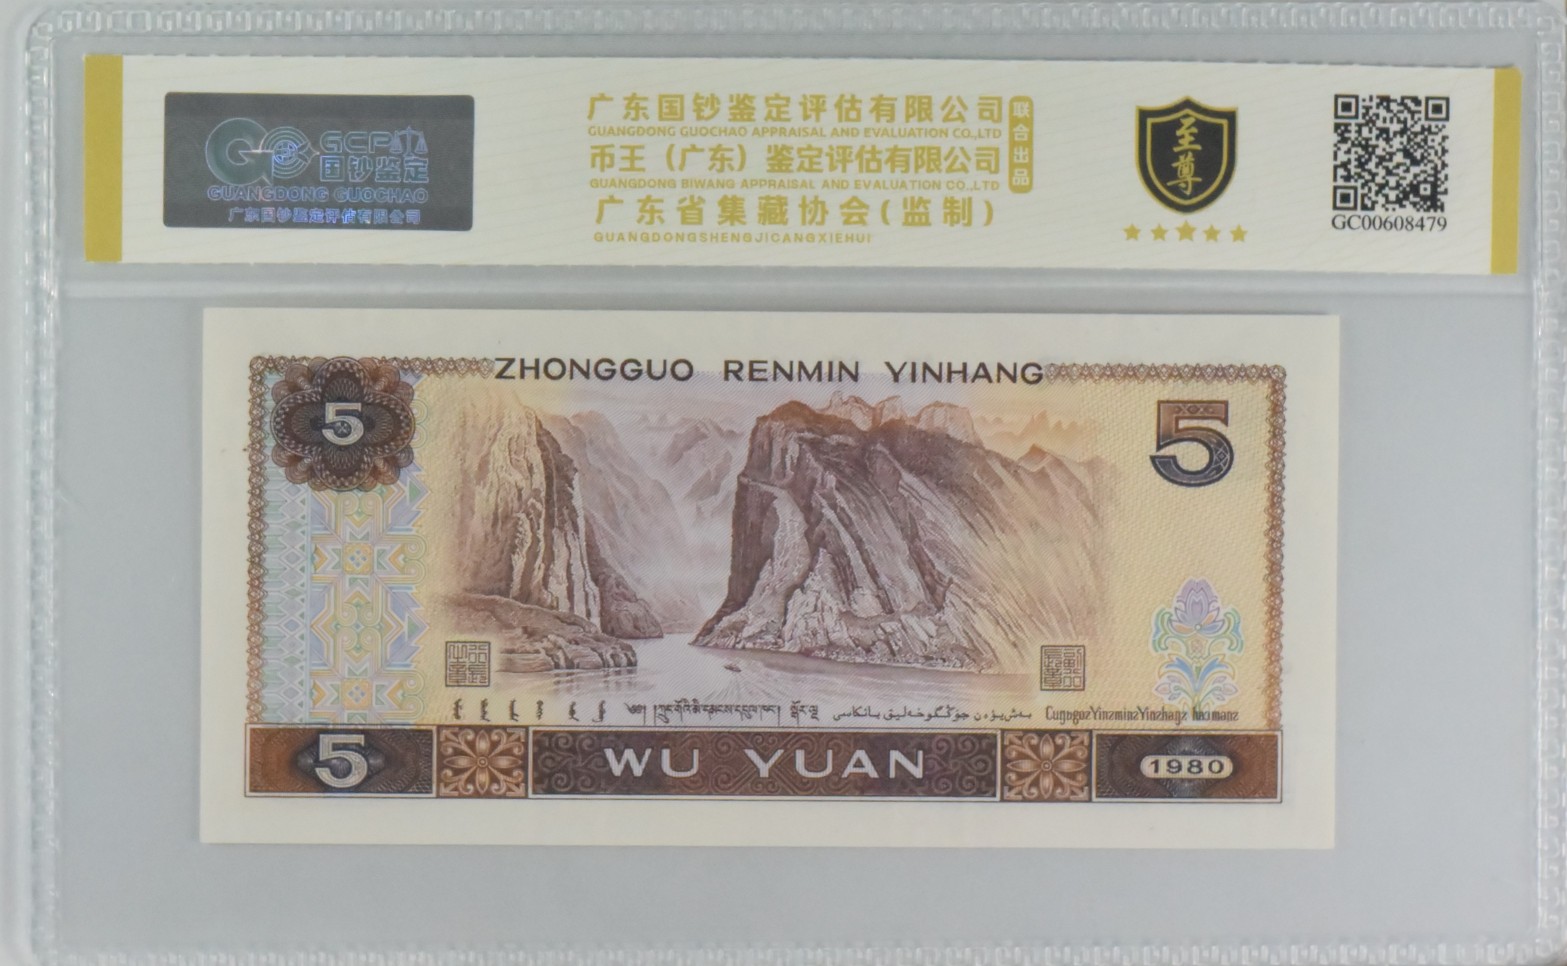 GCP
国钞鉴定
GUANGDONG GUOCHAO
广东国钞鉴定评估有限公司
广东国钞鉴定评估有限公司
GUANGDONG GUOCHAO APPRAISAL AND EVALUATION CO.,LTD
币王（广东）鉴定评估有限公司
GUANGDONG BIWANG APPRAISAL AND EVALUATION CO.,LTD
广东省集藏协会(监制)
GUANGDONGSHENGJICANGXIEHUI
联合出品
至尊
GC00608479
ZHONGGUO RENMIN YINHANG
5
5
5
WU YUAN
1980